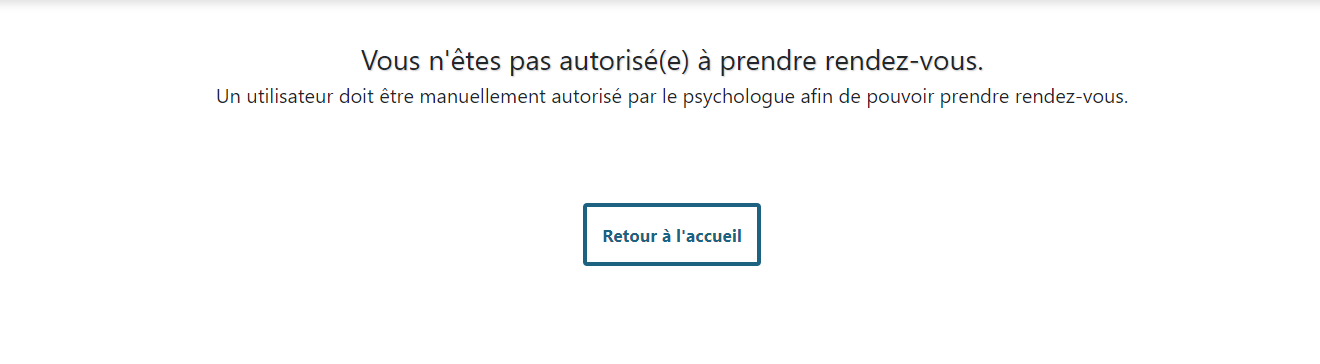 Vous n'êtes pas autorisé(e) à prendre rendez-vous.
Un utilisateur doit être manuellement autorisé par le psychologue afin de pouvoir prendre rendez-vous.
Retour à l'accueil